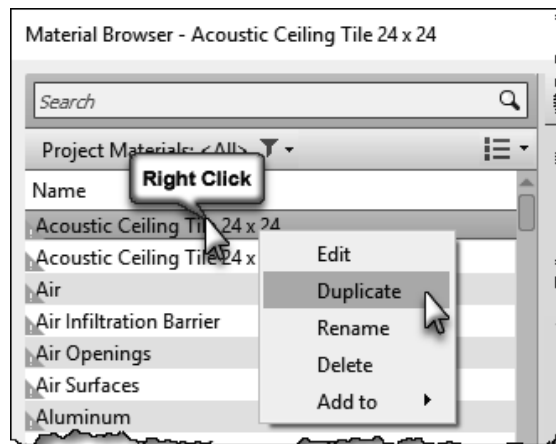 Material Browser - Acoustic Ceiling Tile 24 x 24
Search
Project Materials: <All>
Right Click
Name
Acoustic Ceiling Til 24 x 24
Acoustic Ceiling Tile 24 x
Air
Air Infiltration Barrier
Air Openings
Air Surfaces
Aluminum
Edit
Duplicate
Rename
Delete
Add to